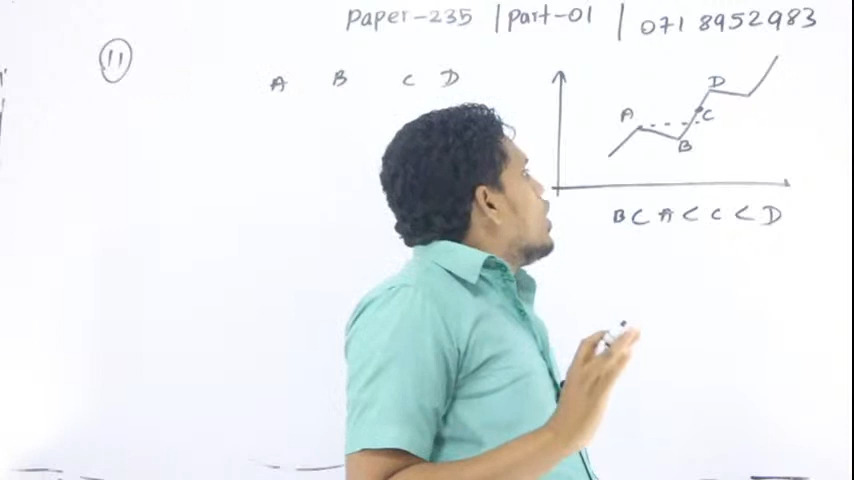 Paper-235 | Part-01 | 071 8952983
11
A B C D
D
A
C
B
B < A < C < D